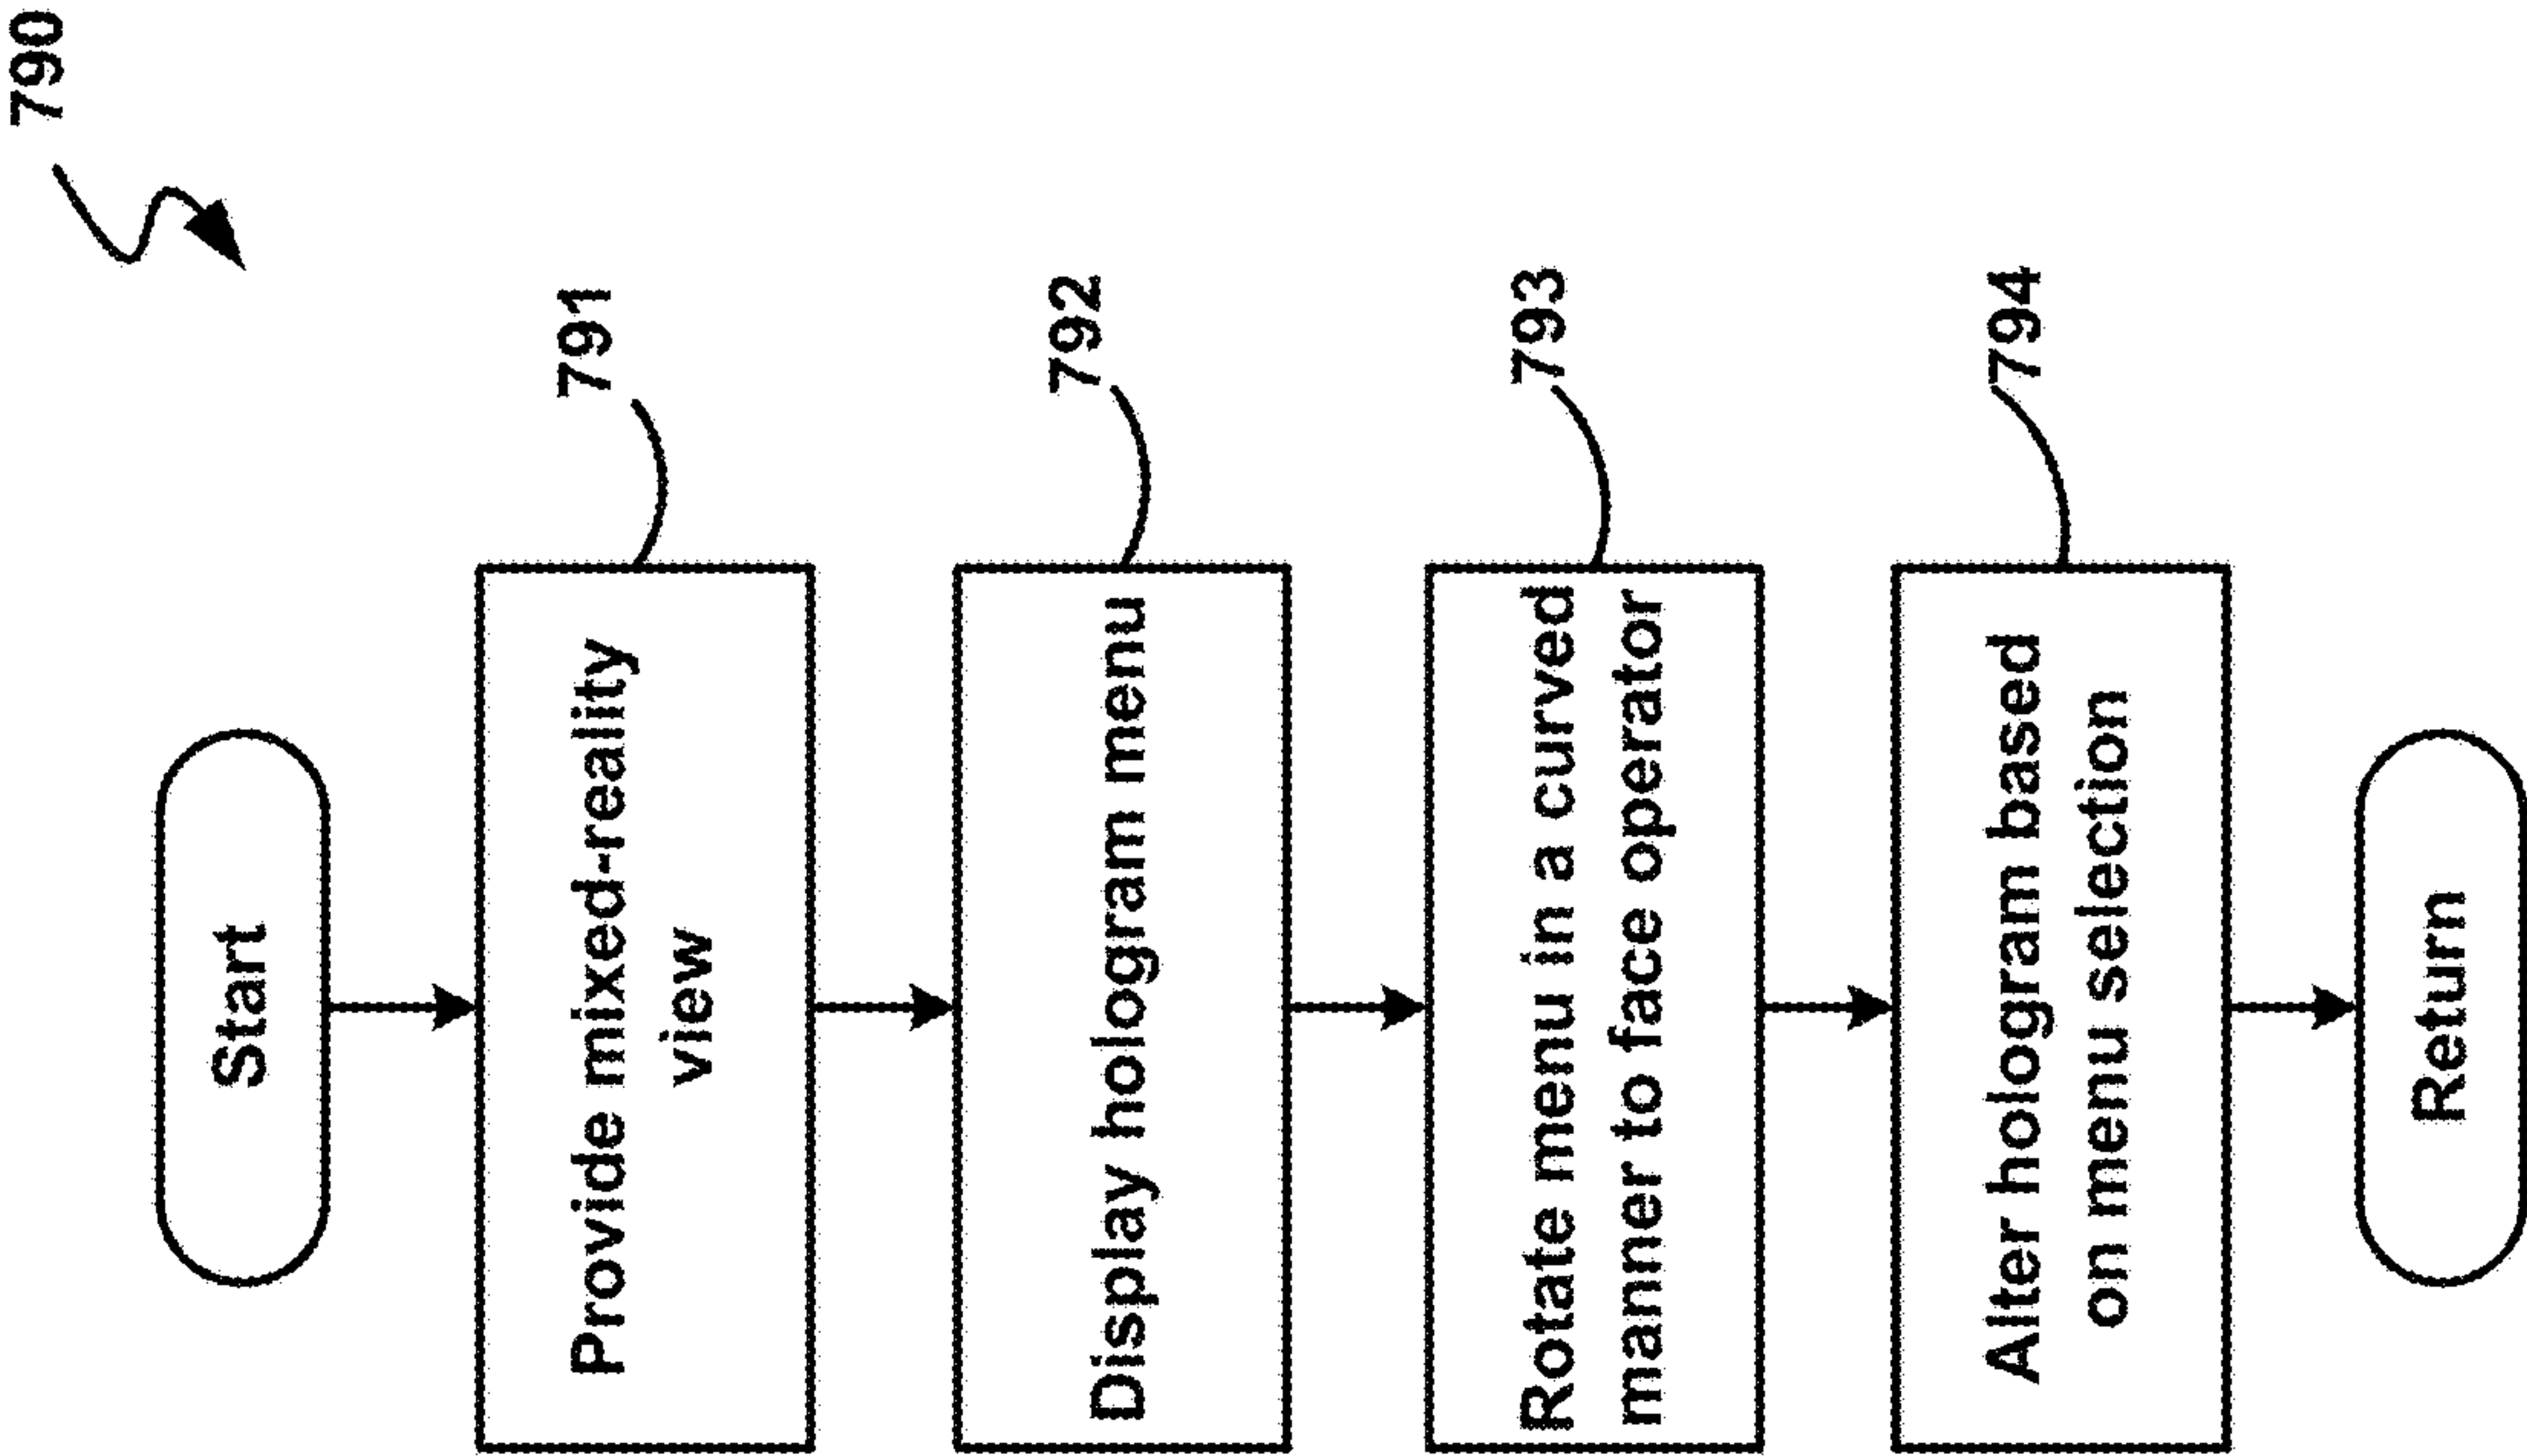 790
Start
Provide mixed-reality
view
791
Display hologram menu
792
Rotate menu in a curved
manner to face operator
793
Alter hologram based
on menu selection
794
Return